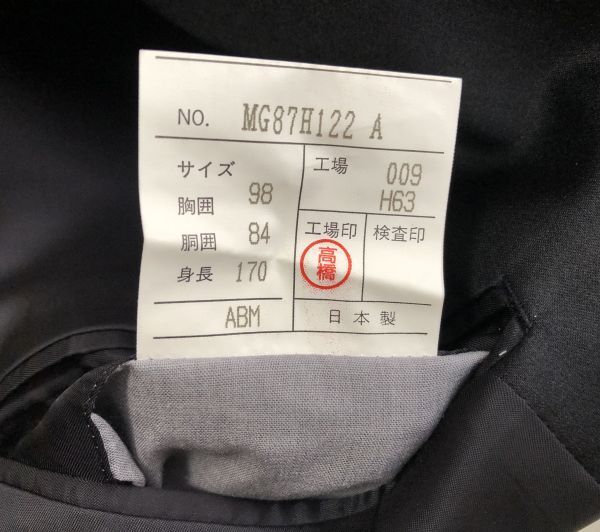 NO. MG87H122 A
サイズ
胸囲 98
胴囲 84
身長 170
ABM
工場 009
H63
工場印
高橋
検査印
日本製